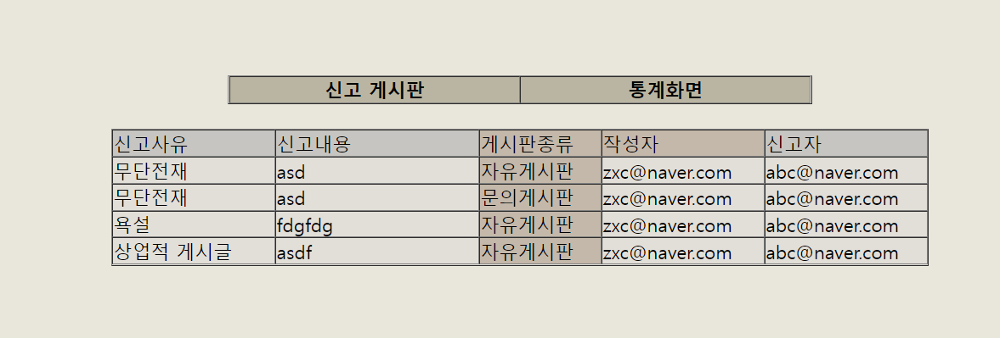 신고 게시판 통계화면
신고사유 신고내용 게시판종류 작성자 신고자
무단전재 asd 자유게시판 zxc@naver.com abc@naver.com
무단전재 asd 문의게시판 zxc@naver.com abc@naver.com
욕설 fdgfdg 자유게시판 zxc@naver.com abc@naver.com
상업적 게시글 asdf 자유게시판 zxc@naver.com abc@naver.com